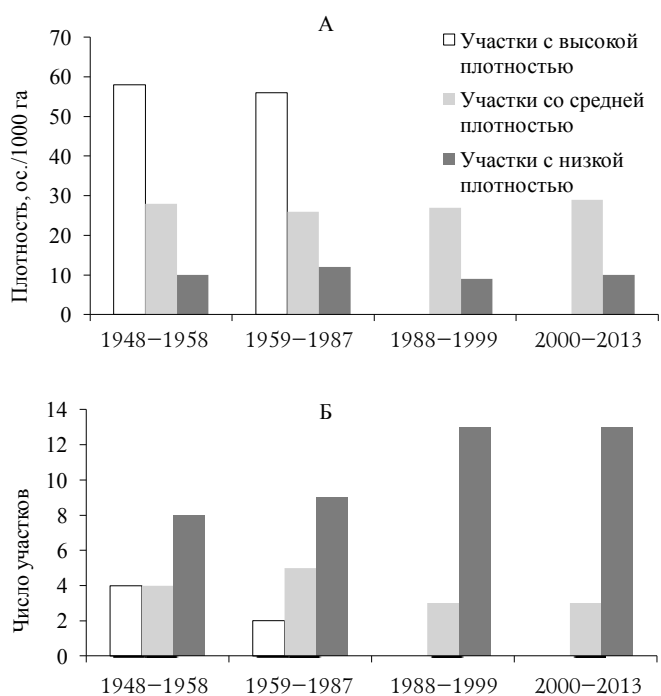 А
70
60
50
40
30
20
10
0
Плотность, ос./1000 га
Участки с высокой
плотностью
Участки со средней
плотностью
Участки с низкой
плотностью
1948–1958 1959–1987 1988–1999 2000–2013
Б
14
12
10
8
6
4
2
0
Число участков
1948–1958 1959–1987 1988–1999 2000–2013